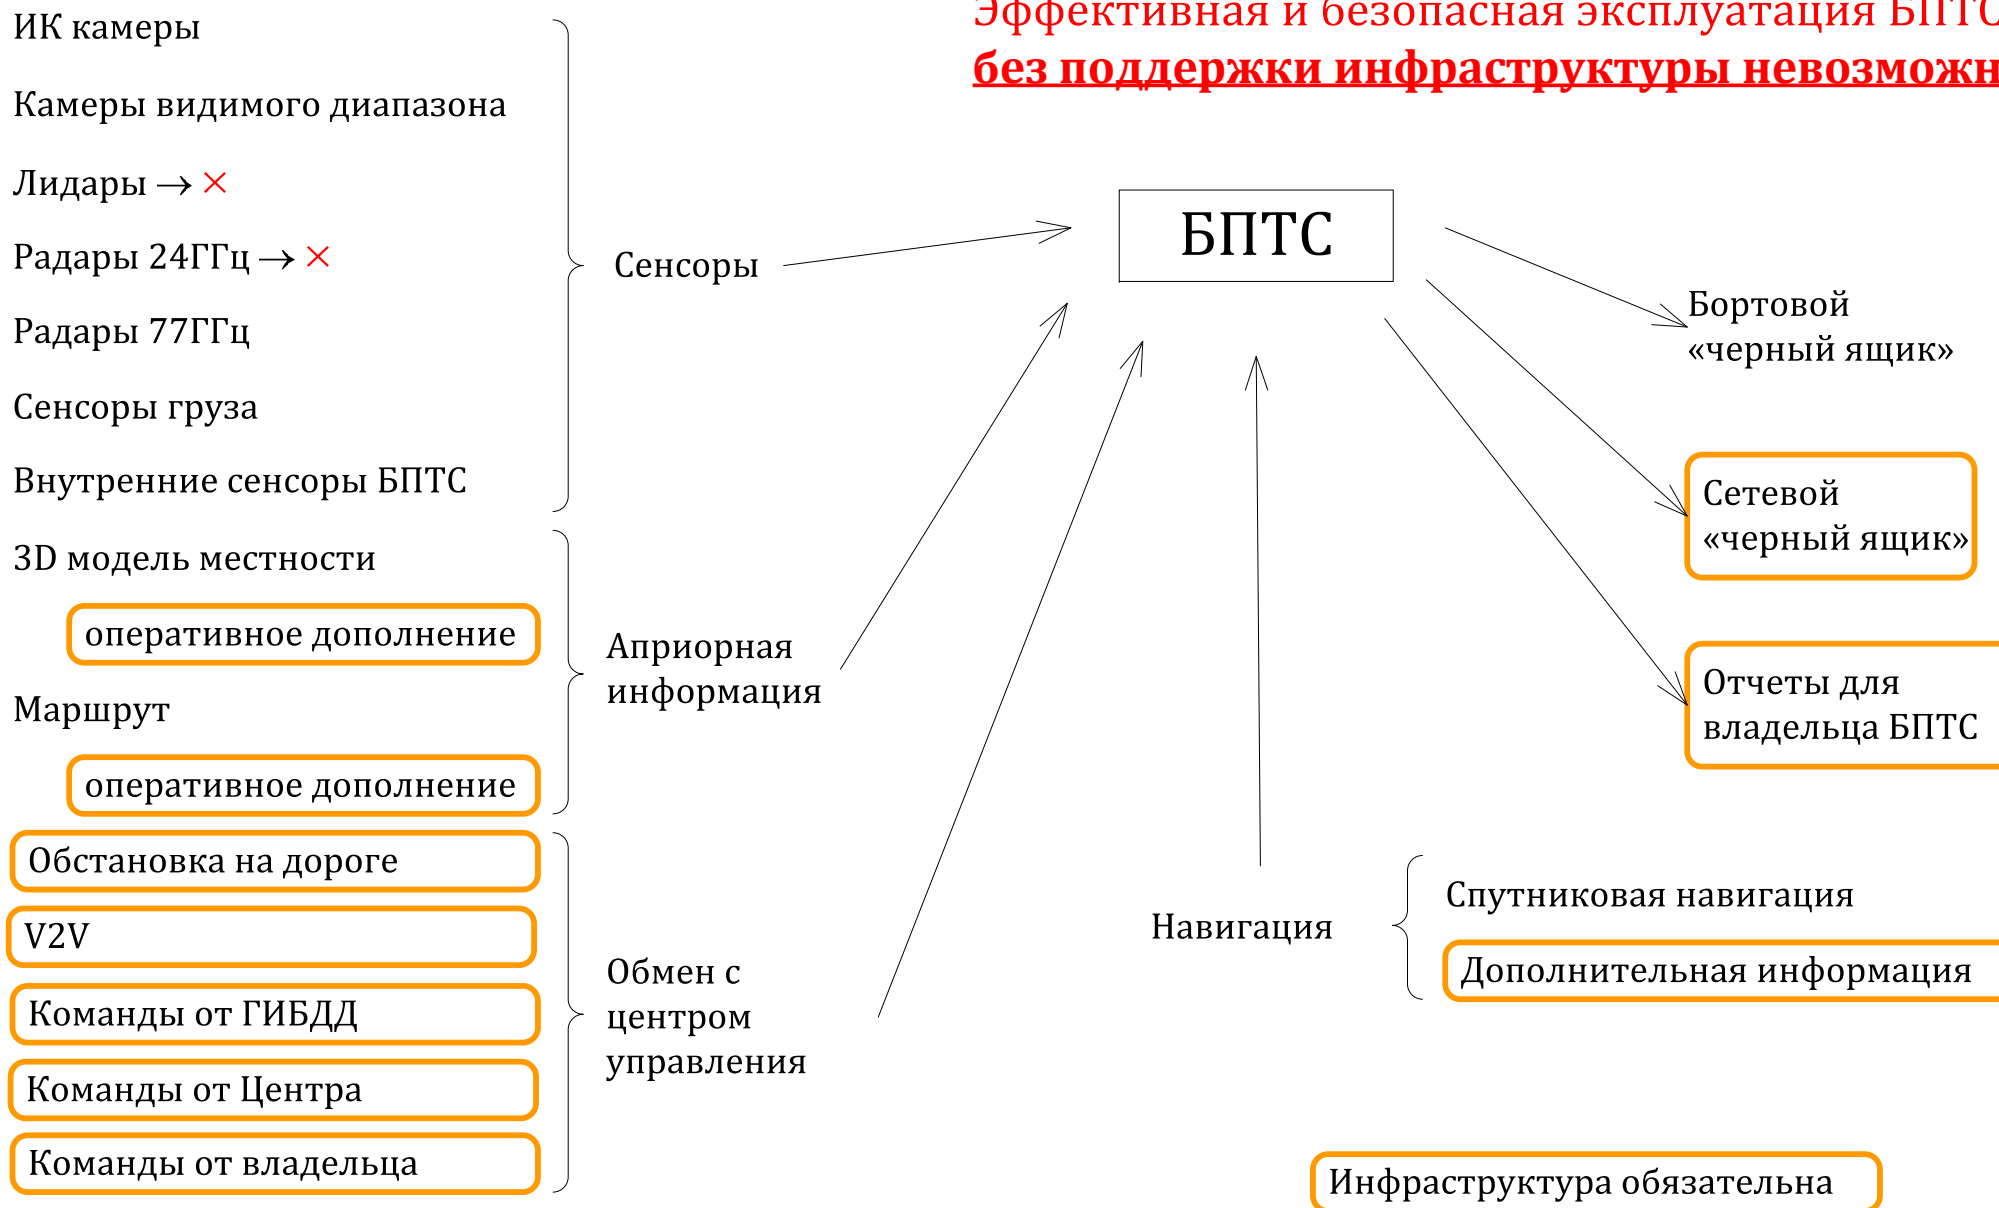 Эффективная и безопасная эксплуатация БПТС
без поддержки инфраструктуры невозможн
ИК камеры
Камеры видимого диапазона
Лидары → ×
Радары 24ГГц → ×
Радары 77ГГц
Сенсоры груза
Внутренние сенсоры БПТС
Сенсоры
3D модель местности
оперативное дополнение
Маршрут
оперативное дополнение
Априорная
информация
Обстановка на дороге
V2V
Команды от ГИБДД
Команды от Центра
Команды от владельца
Обмен с
центром
управления
БПТС
Бортовой
«черный ящик»
Сетевой
«черный ящик»
Отчеты для
владельца БПТС
Навигация
Спутниковая навигация
Дополнительная информация
Инфраструктура обязательна